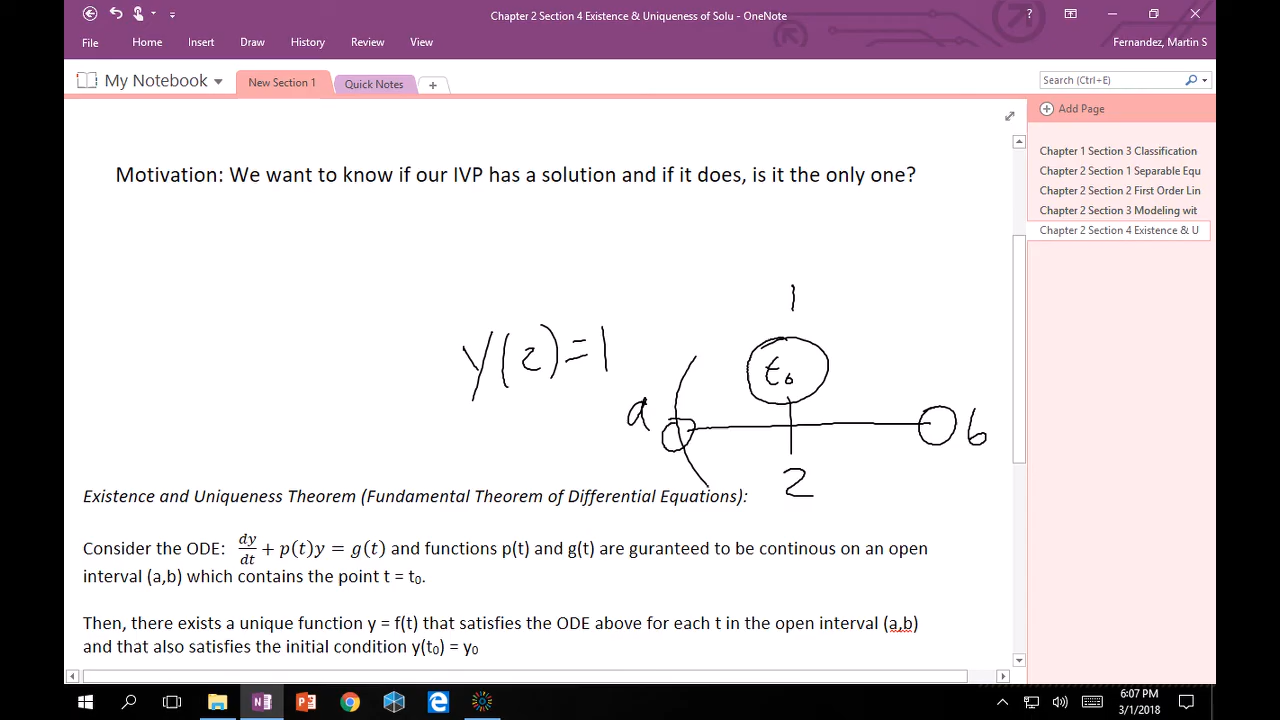 Chapter 2 Section 4 Existence & Uniqueness of Solu - OneNote
?
File Home Insert Draw History Review View
Fernandez, Martin S
My Notebook
New Section 1
Quick Notes
+
Search (Ctrl+E)
Add Page
Chapter 1 Section 3 Classification
Chapter 2 Section 1 Separable Equ
Chapter 2 Section 2 First Order Lin
Chapter 2 Section 3 Modeling wit
Chapter 2 Section 4 Existence & U
Motivation: We want to know if our IVP has a solution and if it does, is it the only one?
1
y(2)=1
t₀
a
b
2
Existence and Uniqueness Theorem (Fundamental Theorem of Differential Equations):
Consider the ODE: dy/dt + p(t)y = g(t) and functions p(t) and g(t) are guranteed to be continous on an open
interval (a,b) which contains the point t = t₀.
Then, there exists a unique function y = f(t) that satisfies the ODE above for each t in the open interval (a,b)
and that also satisfies the initial condition y(t₀) = y₀
6:07 PM
3/1/2018